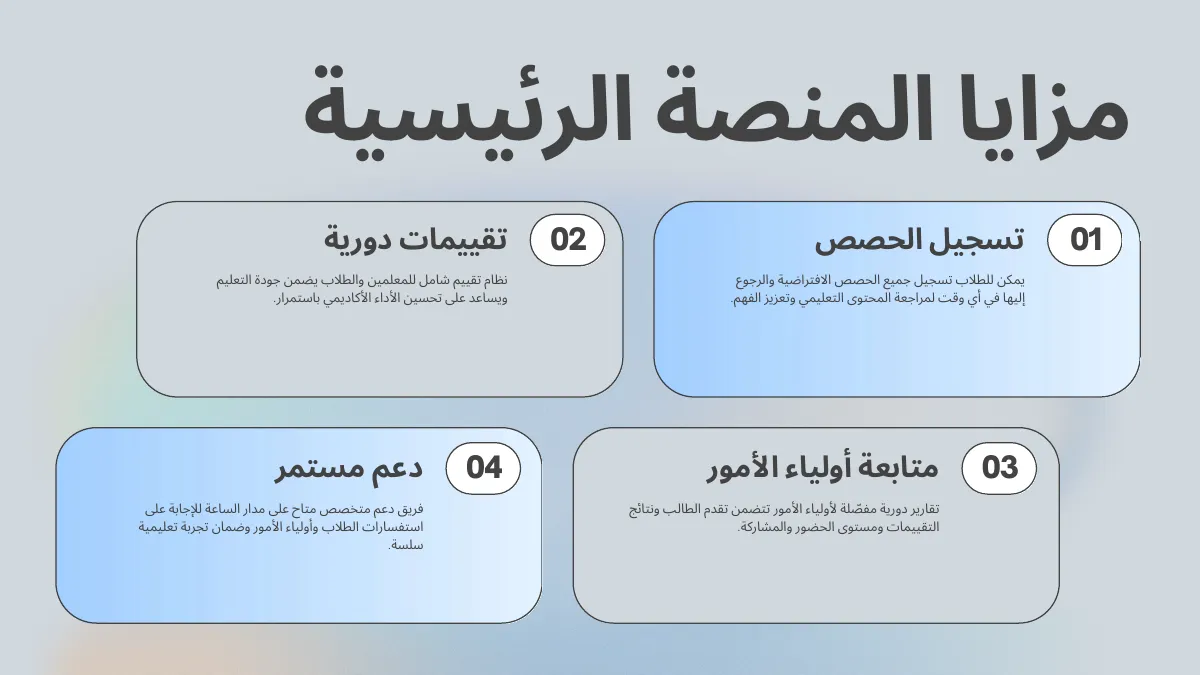 مزايا المنصة الرئيسية
01
تسجيل الحصص
يمكن للطلاب تسجيل جميع الحصص الافتراضية والرجوع
إليها في أي وقت لمراجعة المحتوى التعليمي وتعزيز الفهم.
02
تقييمات دورية
نظام تقييم شامل للمعلمين والطلاب يضمن جودة التعليم
ويساعد على تحسين الأداء الأكاديمي باستمرار.
03
متابعة أولياء الأمور
تقارير دورية مفصّلة لأولياء الأمور تتضمن تقدم الطالب ونتائج
التقييمات ومستوى الحضور والمشاركة.
04
دعم مستمر
فريق دعم متخصص متاح على مدار الساعة للإجابة على
استفسارات الطلاب وأولياء الأمور وضمان تجربة تعليمية
سلسة.